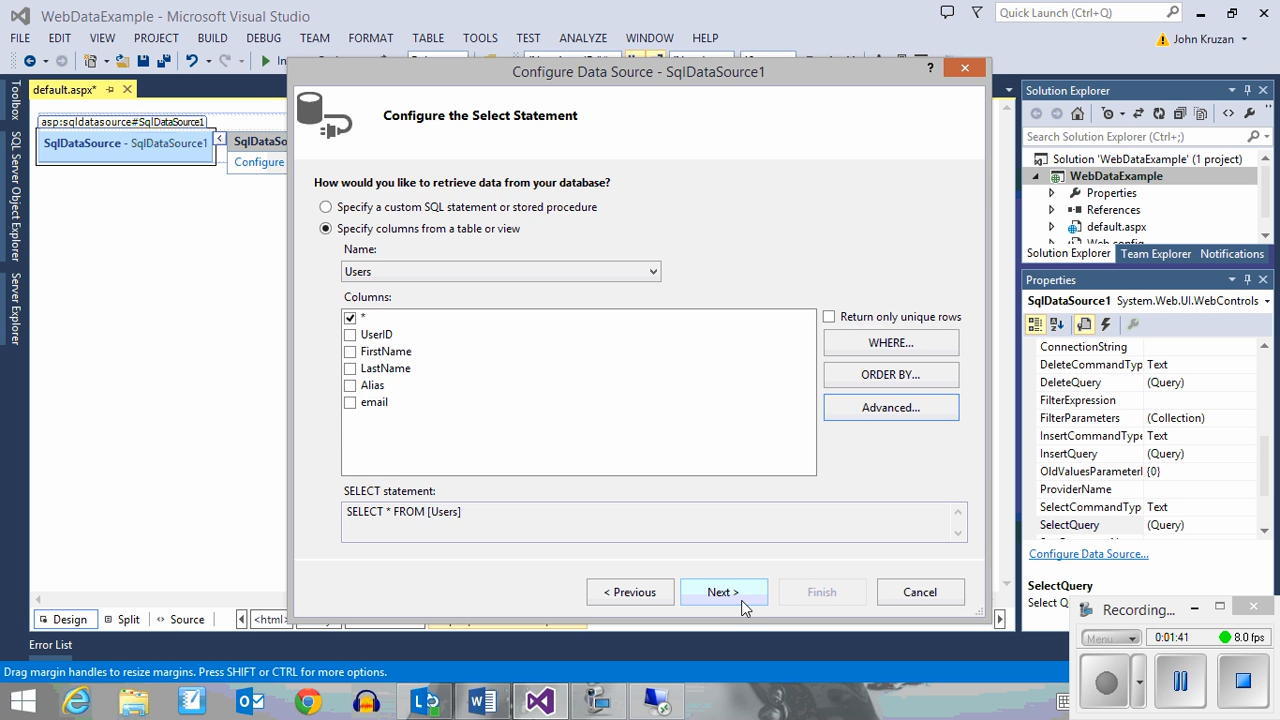 WebDataExample - Microsoft Visual Studio
Quick Launch (Ctrl+Q)
FILE EDIT VIEW PROJECT BUILD DEBUG TEAM FORMAT TABLE TOOLS TEST ANALYZE WINDOW HELP
John Kruzan
default.aspx*
Toolbox
SQL Server Object Explorer
Server Explorer
asp:sqldatasource#SqlDataSource1
SqlDataSource - SqlDataSource1
SqlDataSo
Configure
Configure Data Source - SqlDataSource1
?
Configure the Select Statement
How would you like to retrieve data from your database?
Specify a custom SQL statement or stored procedure
Specify columns from a table or view
Name:
Users
Columns:
*
UserID
FirstName
LastName
Alias
email
Return only unique rows
WHERE...
ORDER BY...
Advanced...
SELECT statement:
SELECT * FROM [Users]
< Previous
Next >
Finish
Cancel
Solution Explorer
Search Solution Explorer (Ctrl+;)
Solution 'WebDataExample' (1 project)
WebDataExample
Properties
References
default.aspx
Web.config
Solution Explorer Team Explorer Notifications
Properties
SqlDataSource1 System.Web.UI.WebControls
ConnectionString
DeleteCommandTyp Text
DeleteQuery (Query)
FilterExpression
FilterParameters (Collection)
InsertCommandType Text
InsertQuery (Query)
OldValuesParameterI {0}
ProviderName
SelectCommandTyp Text
SelectQuery (Query)
Configure Data Source...
SelectQuery
Select Q
Design Split Source
<html>
Error List
Drag margin handles to resize margins. Press SHIFT or CTRL for more options.
Recording...
Menu
0:01:41
8.0 fps